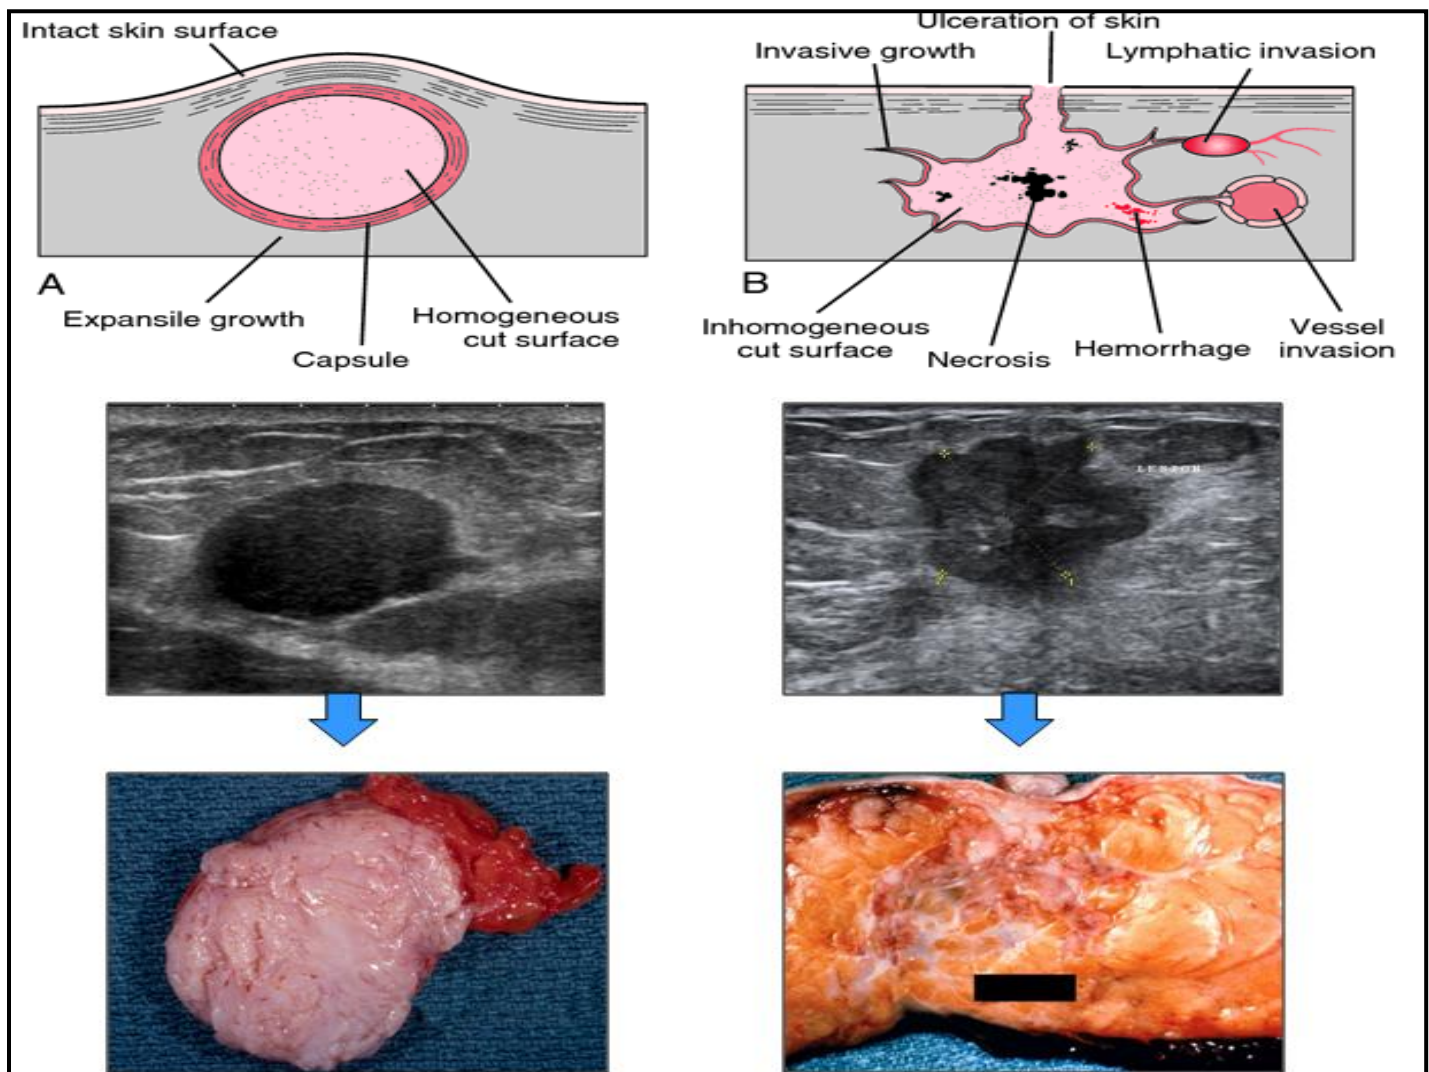 Intact skin surface
A
Expansile growth
Capsule
Homogeneous
cut surface
Ulceration of skin
Invasive growth
Lymphatic invasion
B
Inhomogeneous
cut surface
Necrosis
Hemorrhage
Vessel
invasion
LESION
1